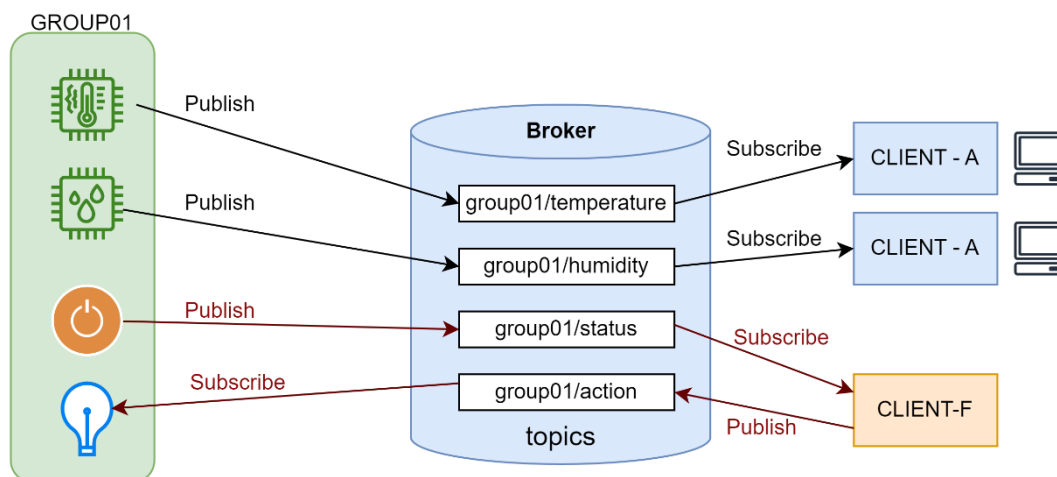 GROUP01
Publish
Broker
Subscribe
CLIENT - A
group01/temperature
Publish
Subscribe
CLIENT - A
group01/humidity
Publish
group01/status
Subscribe
Subscribe
group01/action
CLIENT-F
Publish
topics